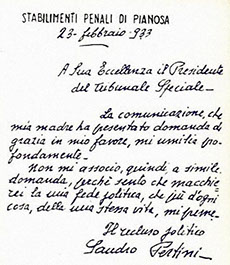 STABILIMENTI PENALI DI PIANOSA
23 - febbraio - 933
A Sua Eccellenza il Presidente
del Tribunale Speciale -
La comunicazione, che
mia madre ha presentato domanda di
grazia in mio favore, mi umilia pro-
fondamente -
Non mi associo, quindi, a simile
domanda, perchè sento che macchie-
rei la mia fede politica, che più d'ogni
cosa, della mia stessa vita, mi preme.
Il recluso politico
Sandro Pertini -